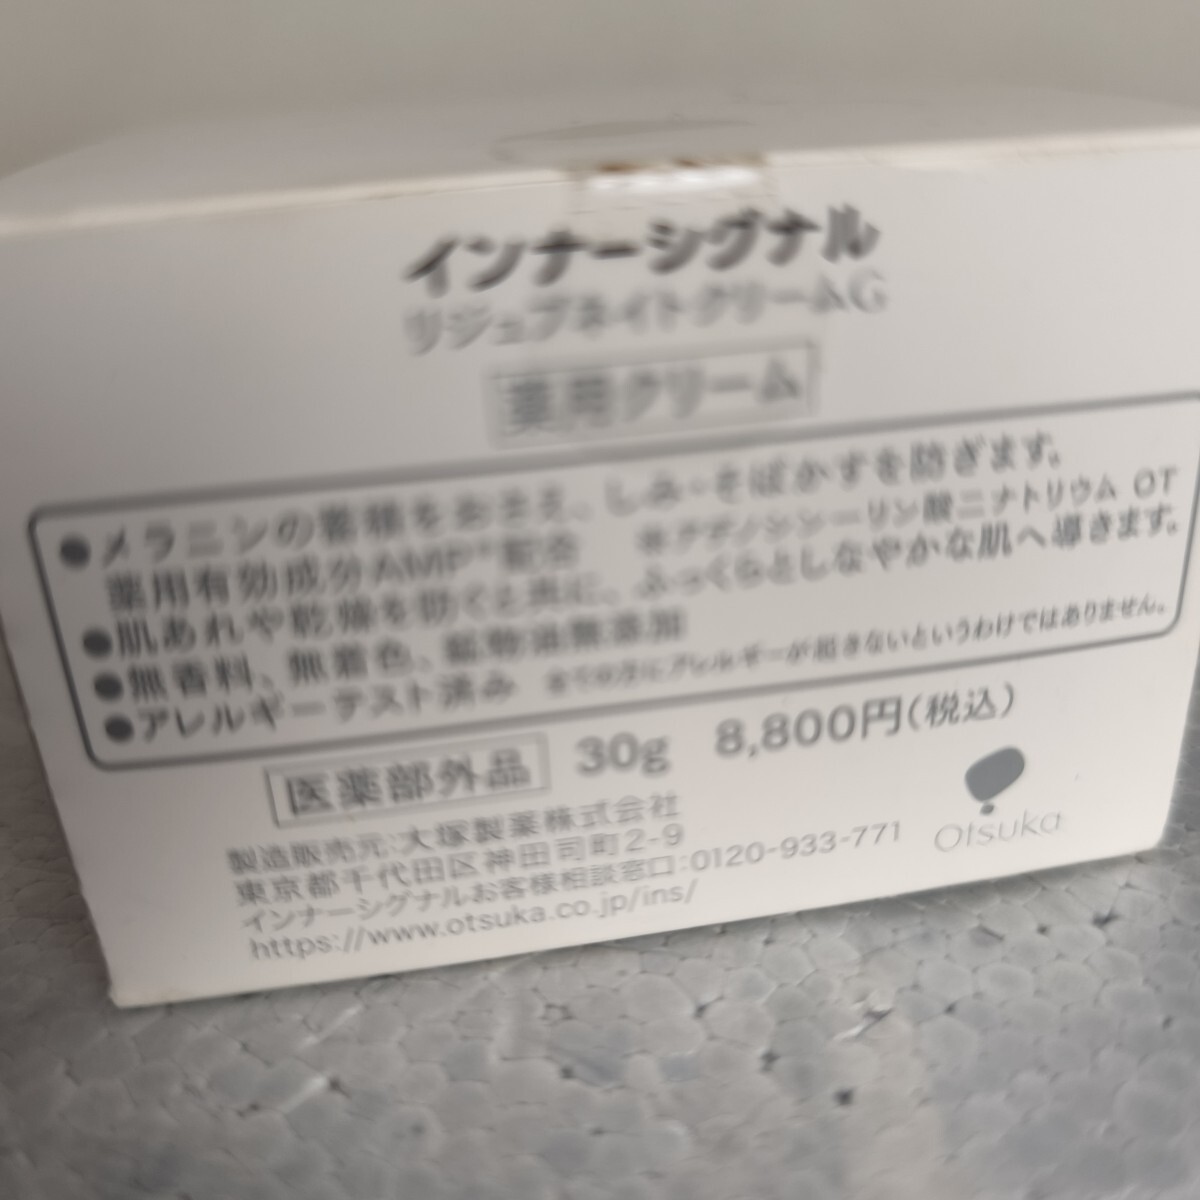 インナーシグナル
リジュブネイトクリームG
薬用クリーム
●メラニンの蓄積をおさえ、しみ・そばかすを防ぎます。
薬用有効成分AMP*配合 *アデノシン一リン酸二ナトリウム OT
●肌あれや乾燥を防ぐと共に、ふっくらとしなやかな肌へ導きます。
●無香料、無着色、鉱物油無添加
●アレルギーテスト済み 全ての方にアレルギーが起きないというわけではありません。
医薬部外品 30g 8,800円(税込)
製造販売元:大塚製薬株式会社
東京都千代田区神田司町2-9
インナーシグナルお客様相談窓口:0120-933-771
https://www.otsuka.co.jp/ins/
Otsuka